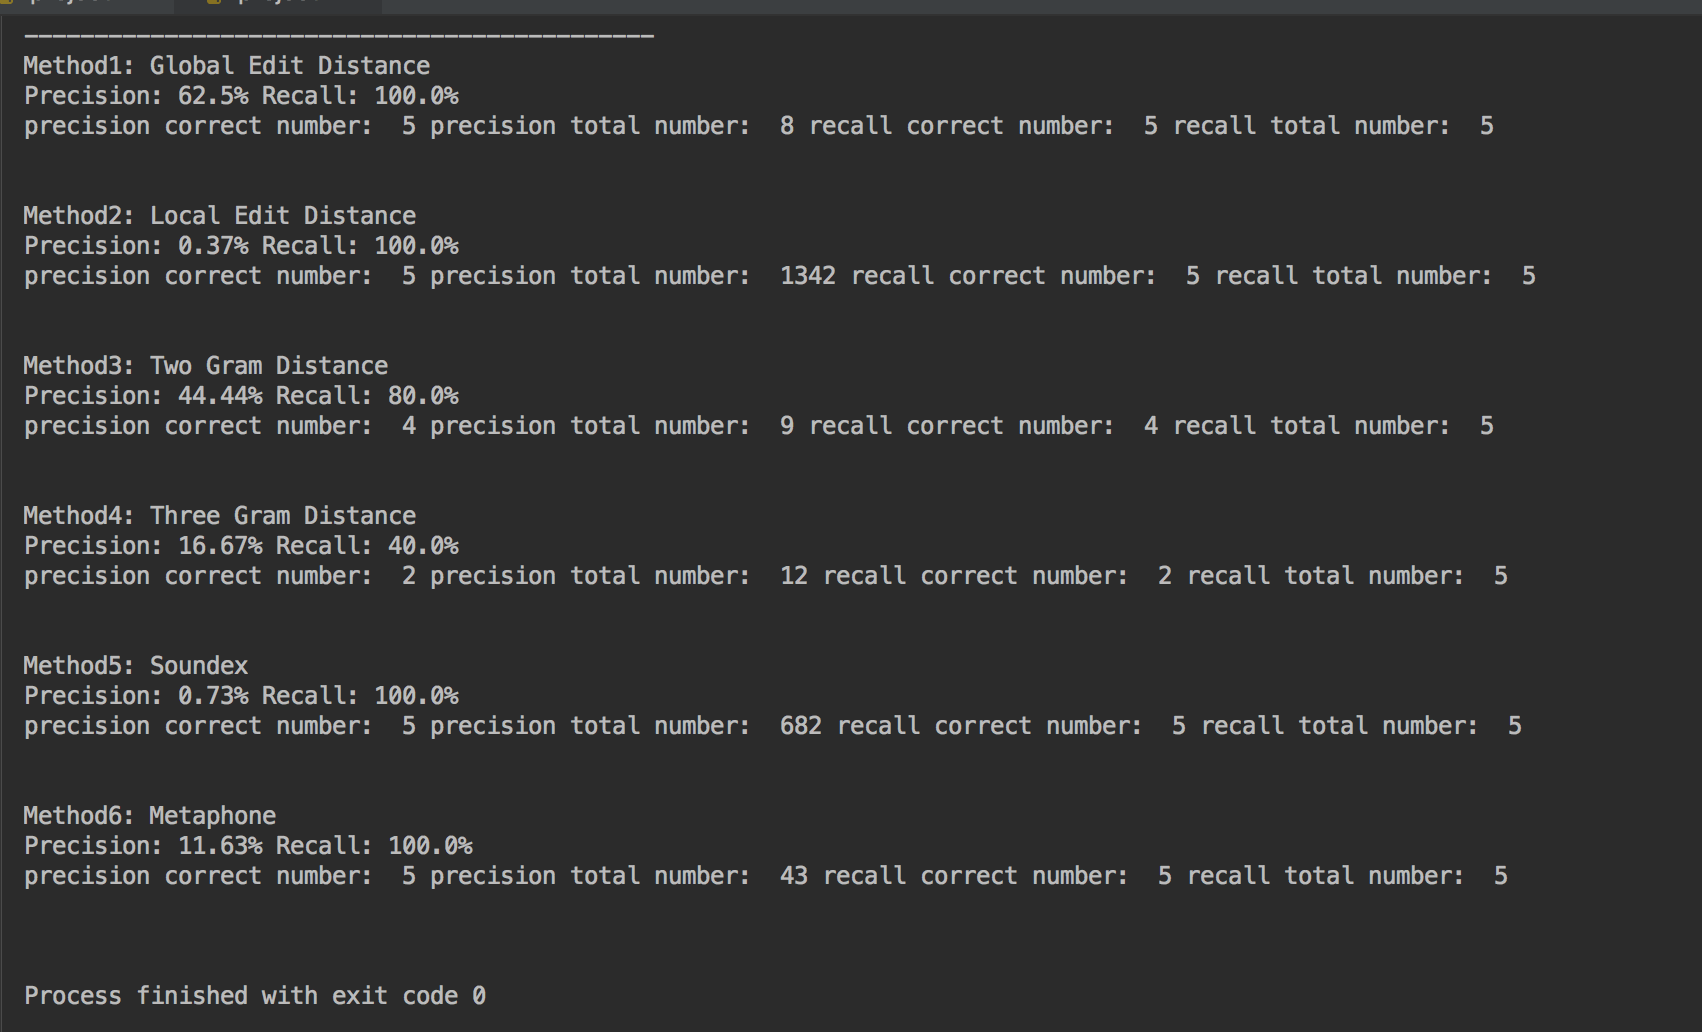 ---------------------------------------------
Method1: Global Edit Distance
Precision: 62.5% Recall: 100.0%
precision correct number:  5 precision total number:  8 recall correct number:  5 recall total number:  5
Method2: Local Edit Distance
Precision: 0.37% Recall: 100.0%
precision correct number:  5 precision total number:  1342 recall correct number:  5 recall total number:  5
Method3: Two Gram Distance
Precision: 44.44% Recall: 80.0%
precision correct number:  4 precision total number:  9 recall correct number:  4 recall total number:  5
Method4: Three Gram Distance
Precision: 16.67% Recall: 40.0%
precision correct number:  2 precision total number:  12 recall correct number:  2 recall total number:  5
Method5: Soundex
Precision: 0.73% Recall: 100.0%
precision correct number:  5 precision total number:  682 recall correct number:  5 recall total number:  5
Method6: Metaphone
Precision: 11.63% Recall: 100.0%
precision correct number:  5 precision total number:  43 recall correct number:  5 recall total number:  5
Process finished with exit code 0